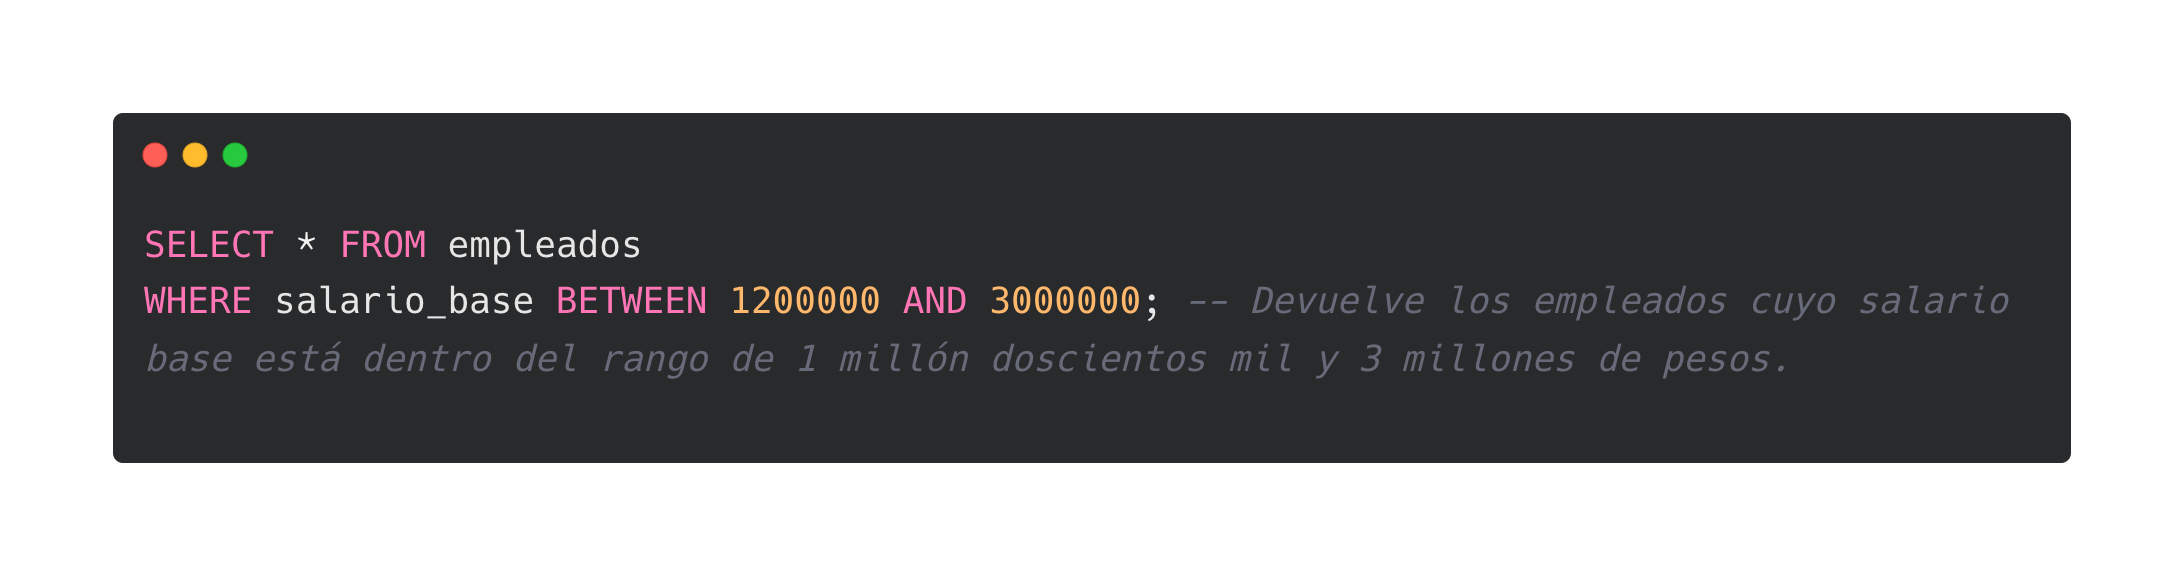 SELECT * FROM empleados
WHERE salario_base BETWEEN 1200000 AND 3000000; -- Devuelve los empleados cuyo salario
base está dentro del rango de 1 millón doscientos mil y 3 millones de pesos.